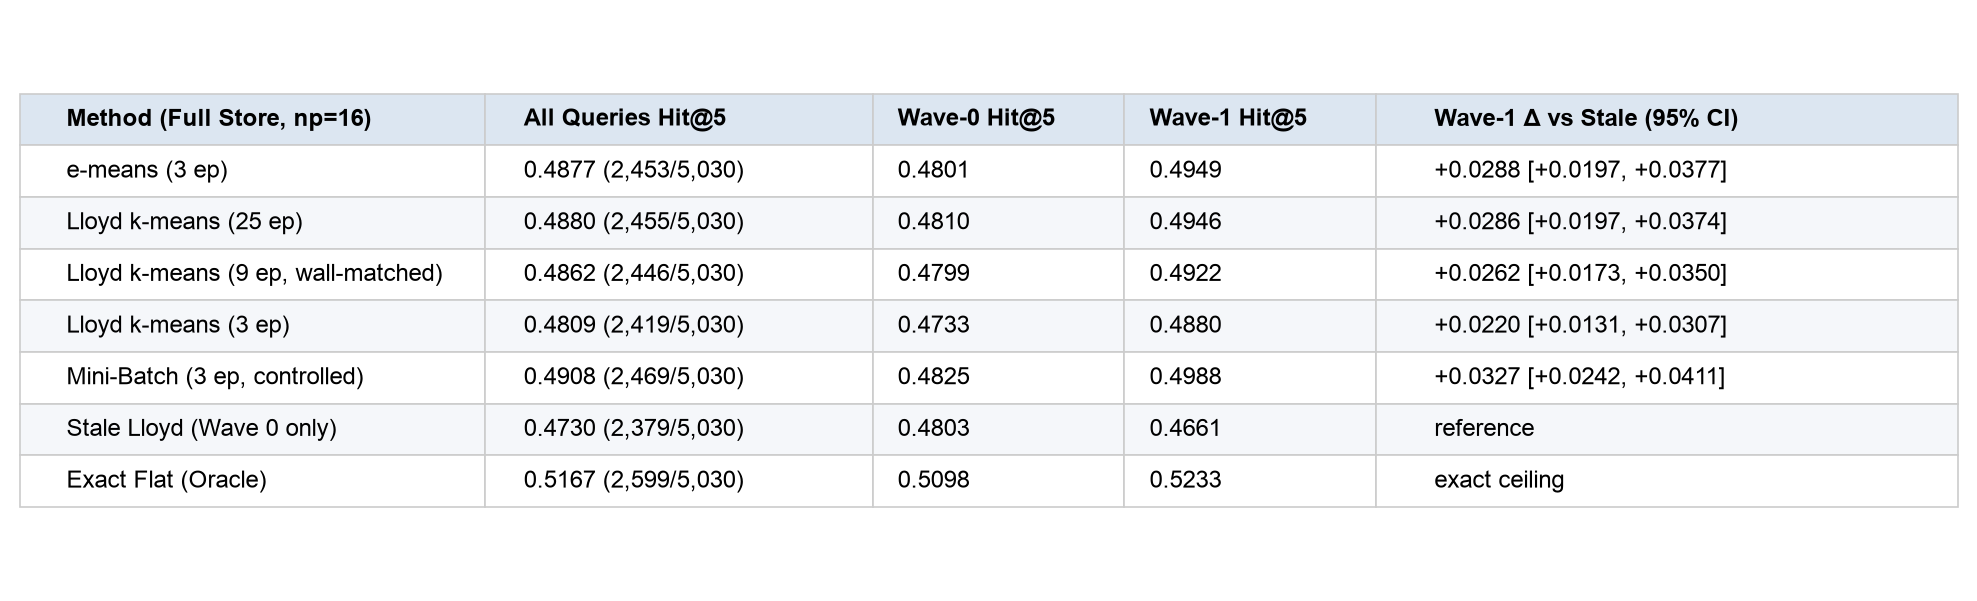 Method (Full Store, np=16) All Queries Hit@5 Wave-0 Hit@5 Wave-1 Hit@5 Wave-1 Δ vs Stale (95% CI)
e-means (3 ep) 0.4877 (2,453/5,030) 0.4801 0.4949 +0.0288 [+0.0197, +0.0377]
Lloyd k-means (25 ep) 0.4880 (2,455/5,030) 0.4810 0.4946 +0.0286 [+0.0197, +0.0374]
Lloyd k-means (9 ep, wall-matched) 0.4862 (2,446/5,030) 0.4799 0.4922 +0.0262 [+0.0173, +0.0350]
Lloyd k-means (3 ep) 0.4809 (2,419/5,030) 0.4733 0.4880 +0.0220 [+0.0131, +0.0307]
Mini-Batch (3 ep, controlled) 0.4908 (2,469/5,030) 0.4825 0.4988 +0.0327 [+0.0242, +0.0411]
Stale Lloyd (Wave 0 only) 0.4730 (2,379/5,030) 0.4803 0.4661 reference
Exact Flat (Oracle) 0.5167 (2,599/5,030) 0.5098 0.5233 exact ceiling